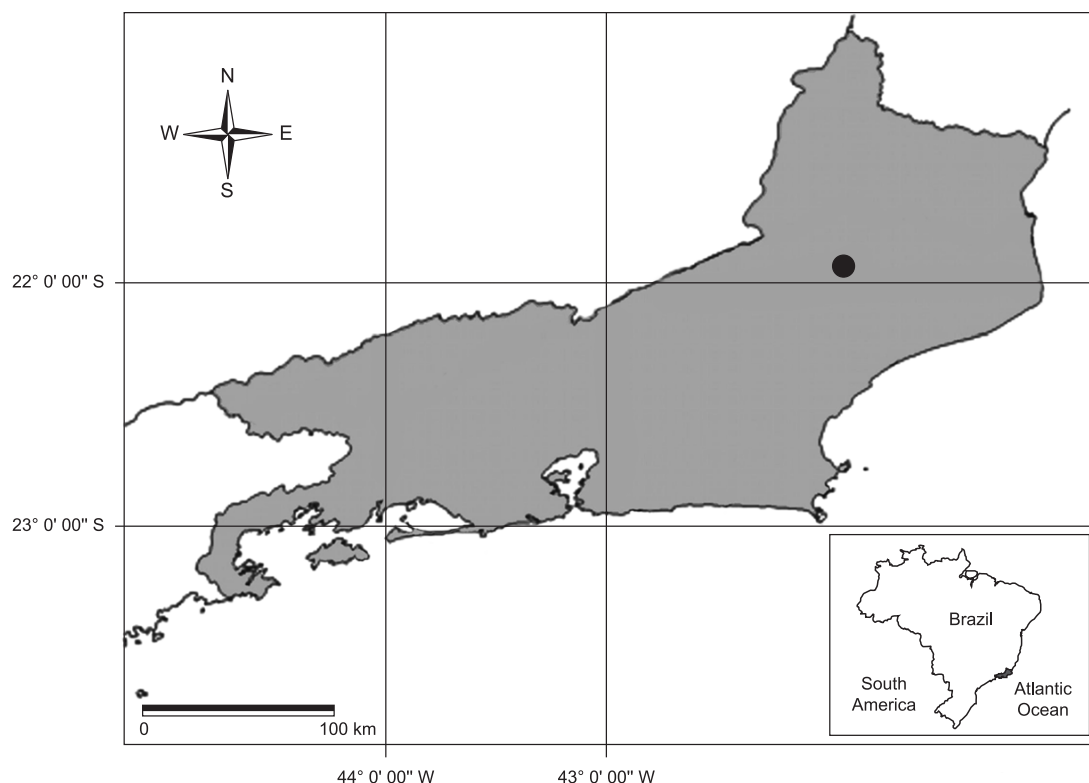 N
W E
S
22° 0' 00" S
23° 0' 00" S
Brazil
South
America
Atlantic
Ocean
0 100 km
44° 0' 00" W 43° 0' 00" W